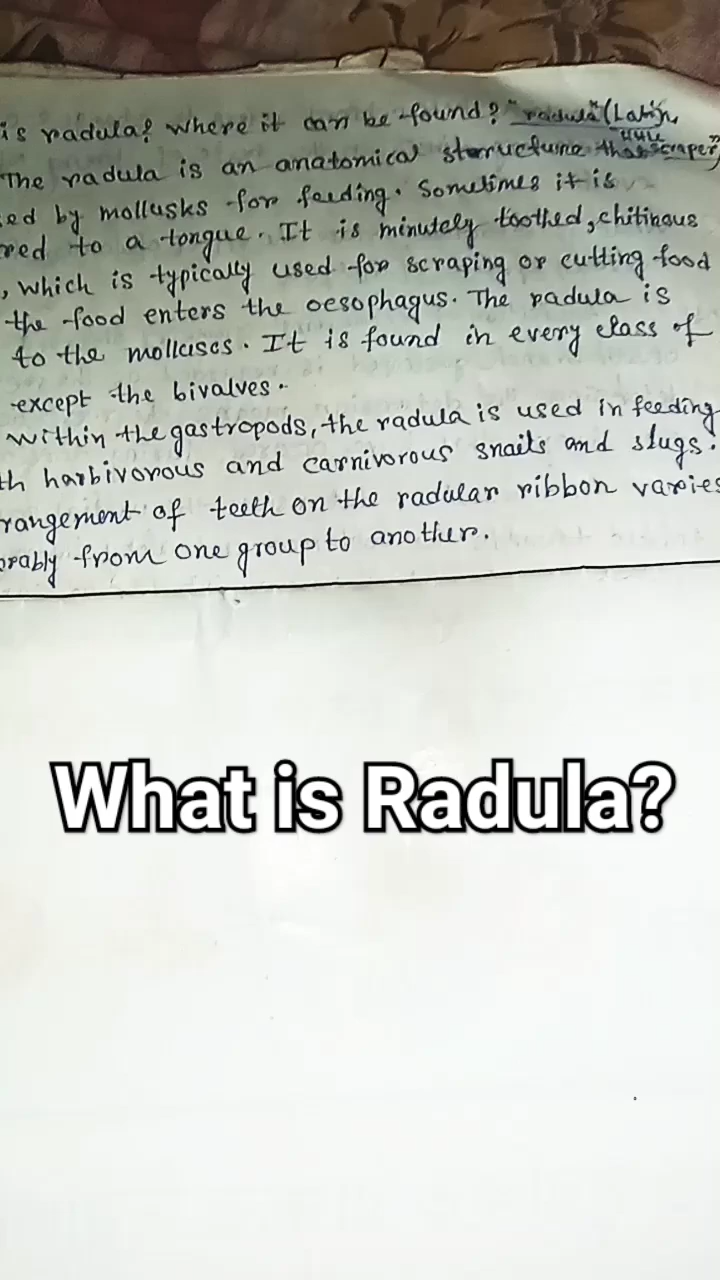 is radula? where it can be found? "radula" (Latin,
The radula is an anatomical structure that scraper"
ed by mollusks for feeding. Sometimes it is
red to a tongue. It is minutely toothed, chitinous
, which is typically used for scraping or cutting food
the food enters the oesophagus. The radula is
to the molluscs. It is found in every class of
except the bivalves.
within the gastropods, the radula is used in feeding
th harbivorous and carnivorous snails and slugs.
rangement of teeth on the radular ribbon varies
rably from one group to another.
What is Radula?